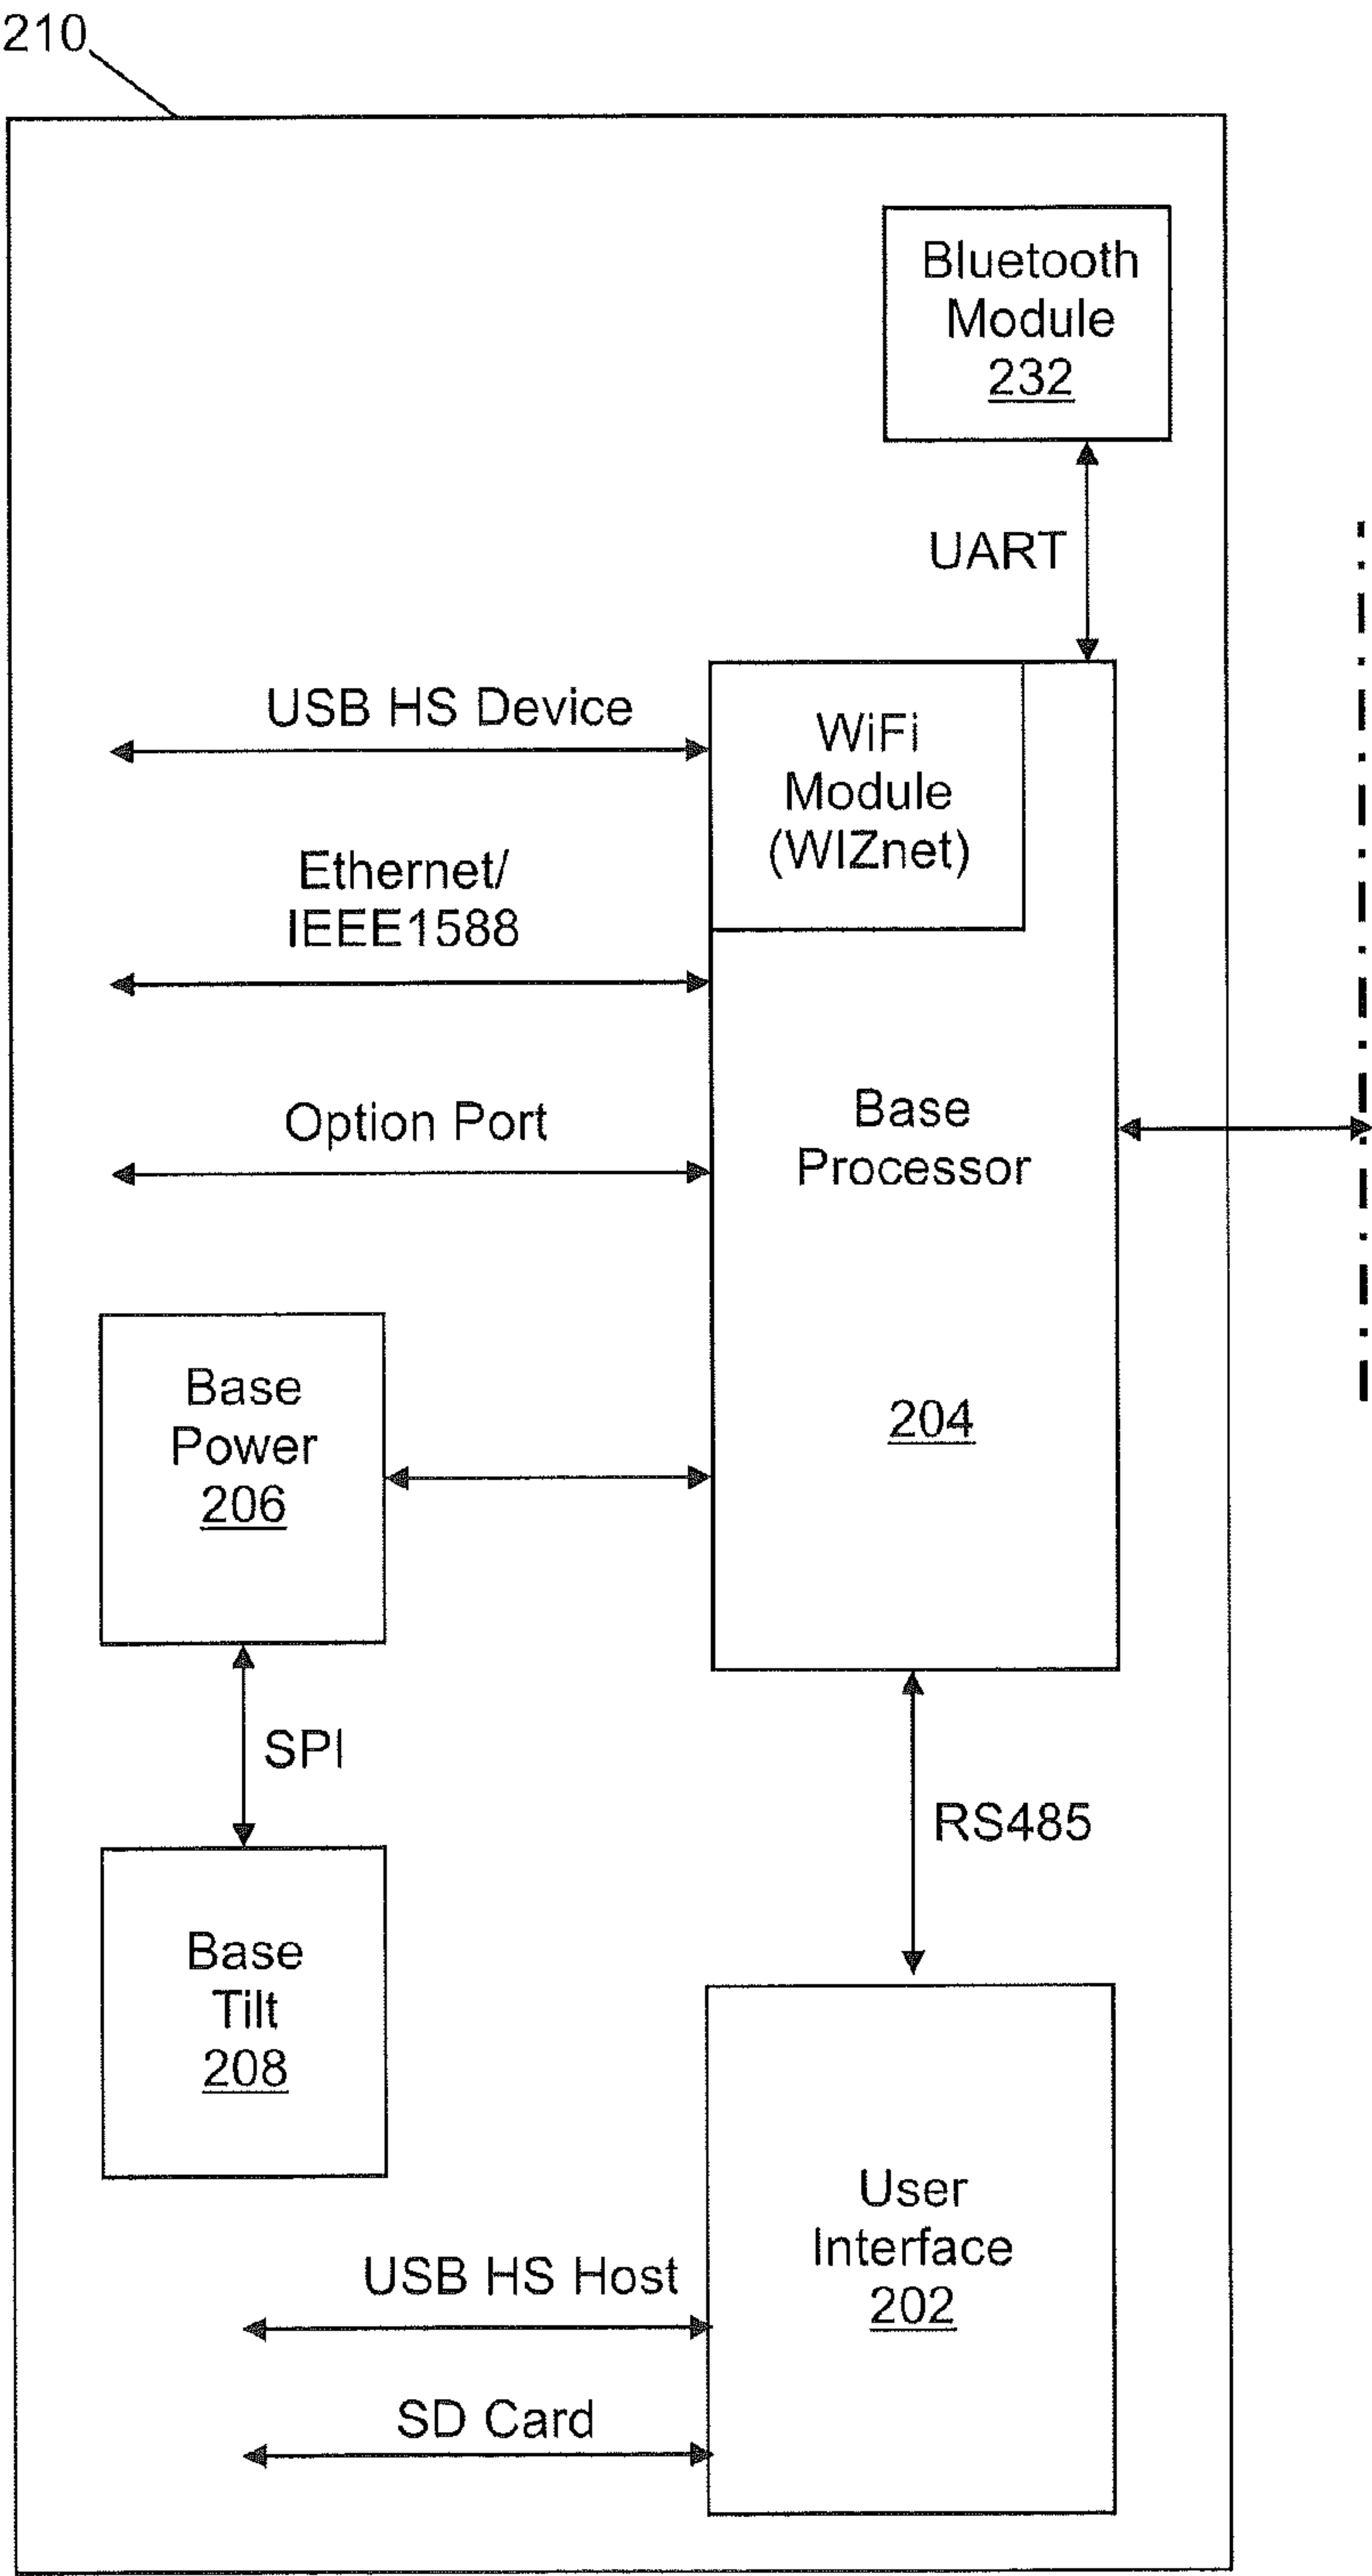 210
Bluetooth
Module
232
UART
USB HS Device
WiFi
Module
(WIZnet)
Ethernet/
IEEE1588
Option Port
Base
Processor
204
Base
Power
206
SPI
RS485
Base
Tilt
208
User
Interface
202
USB HS Host
SD Card